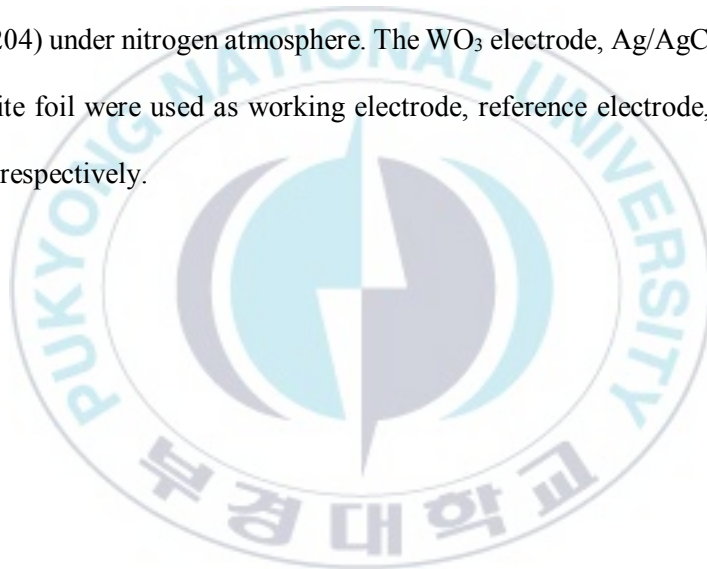 204) under nitrogen atmosphere. The WO₃ electrode, Ag/AgC
ite foil were used as working electrode, reference electrode,
respectively.
PUKYONG NATIONAL UNIVERSITY
부경대학교